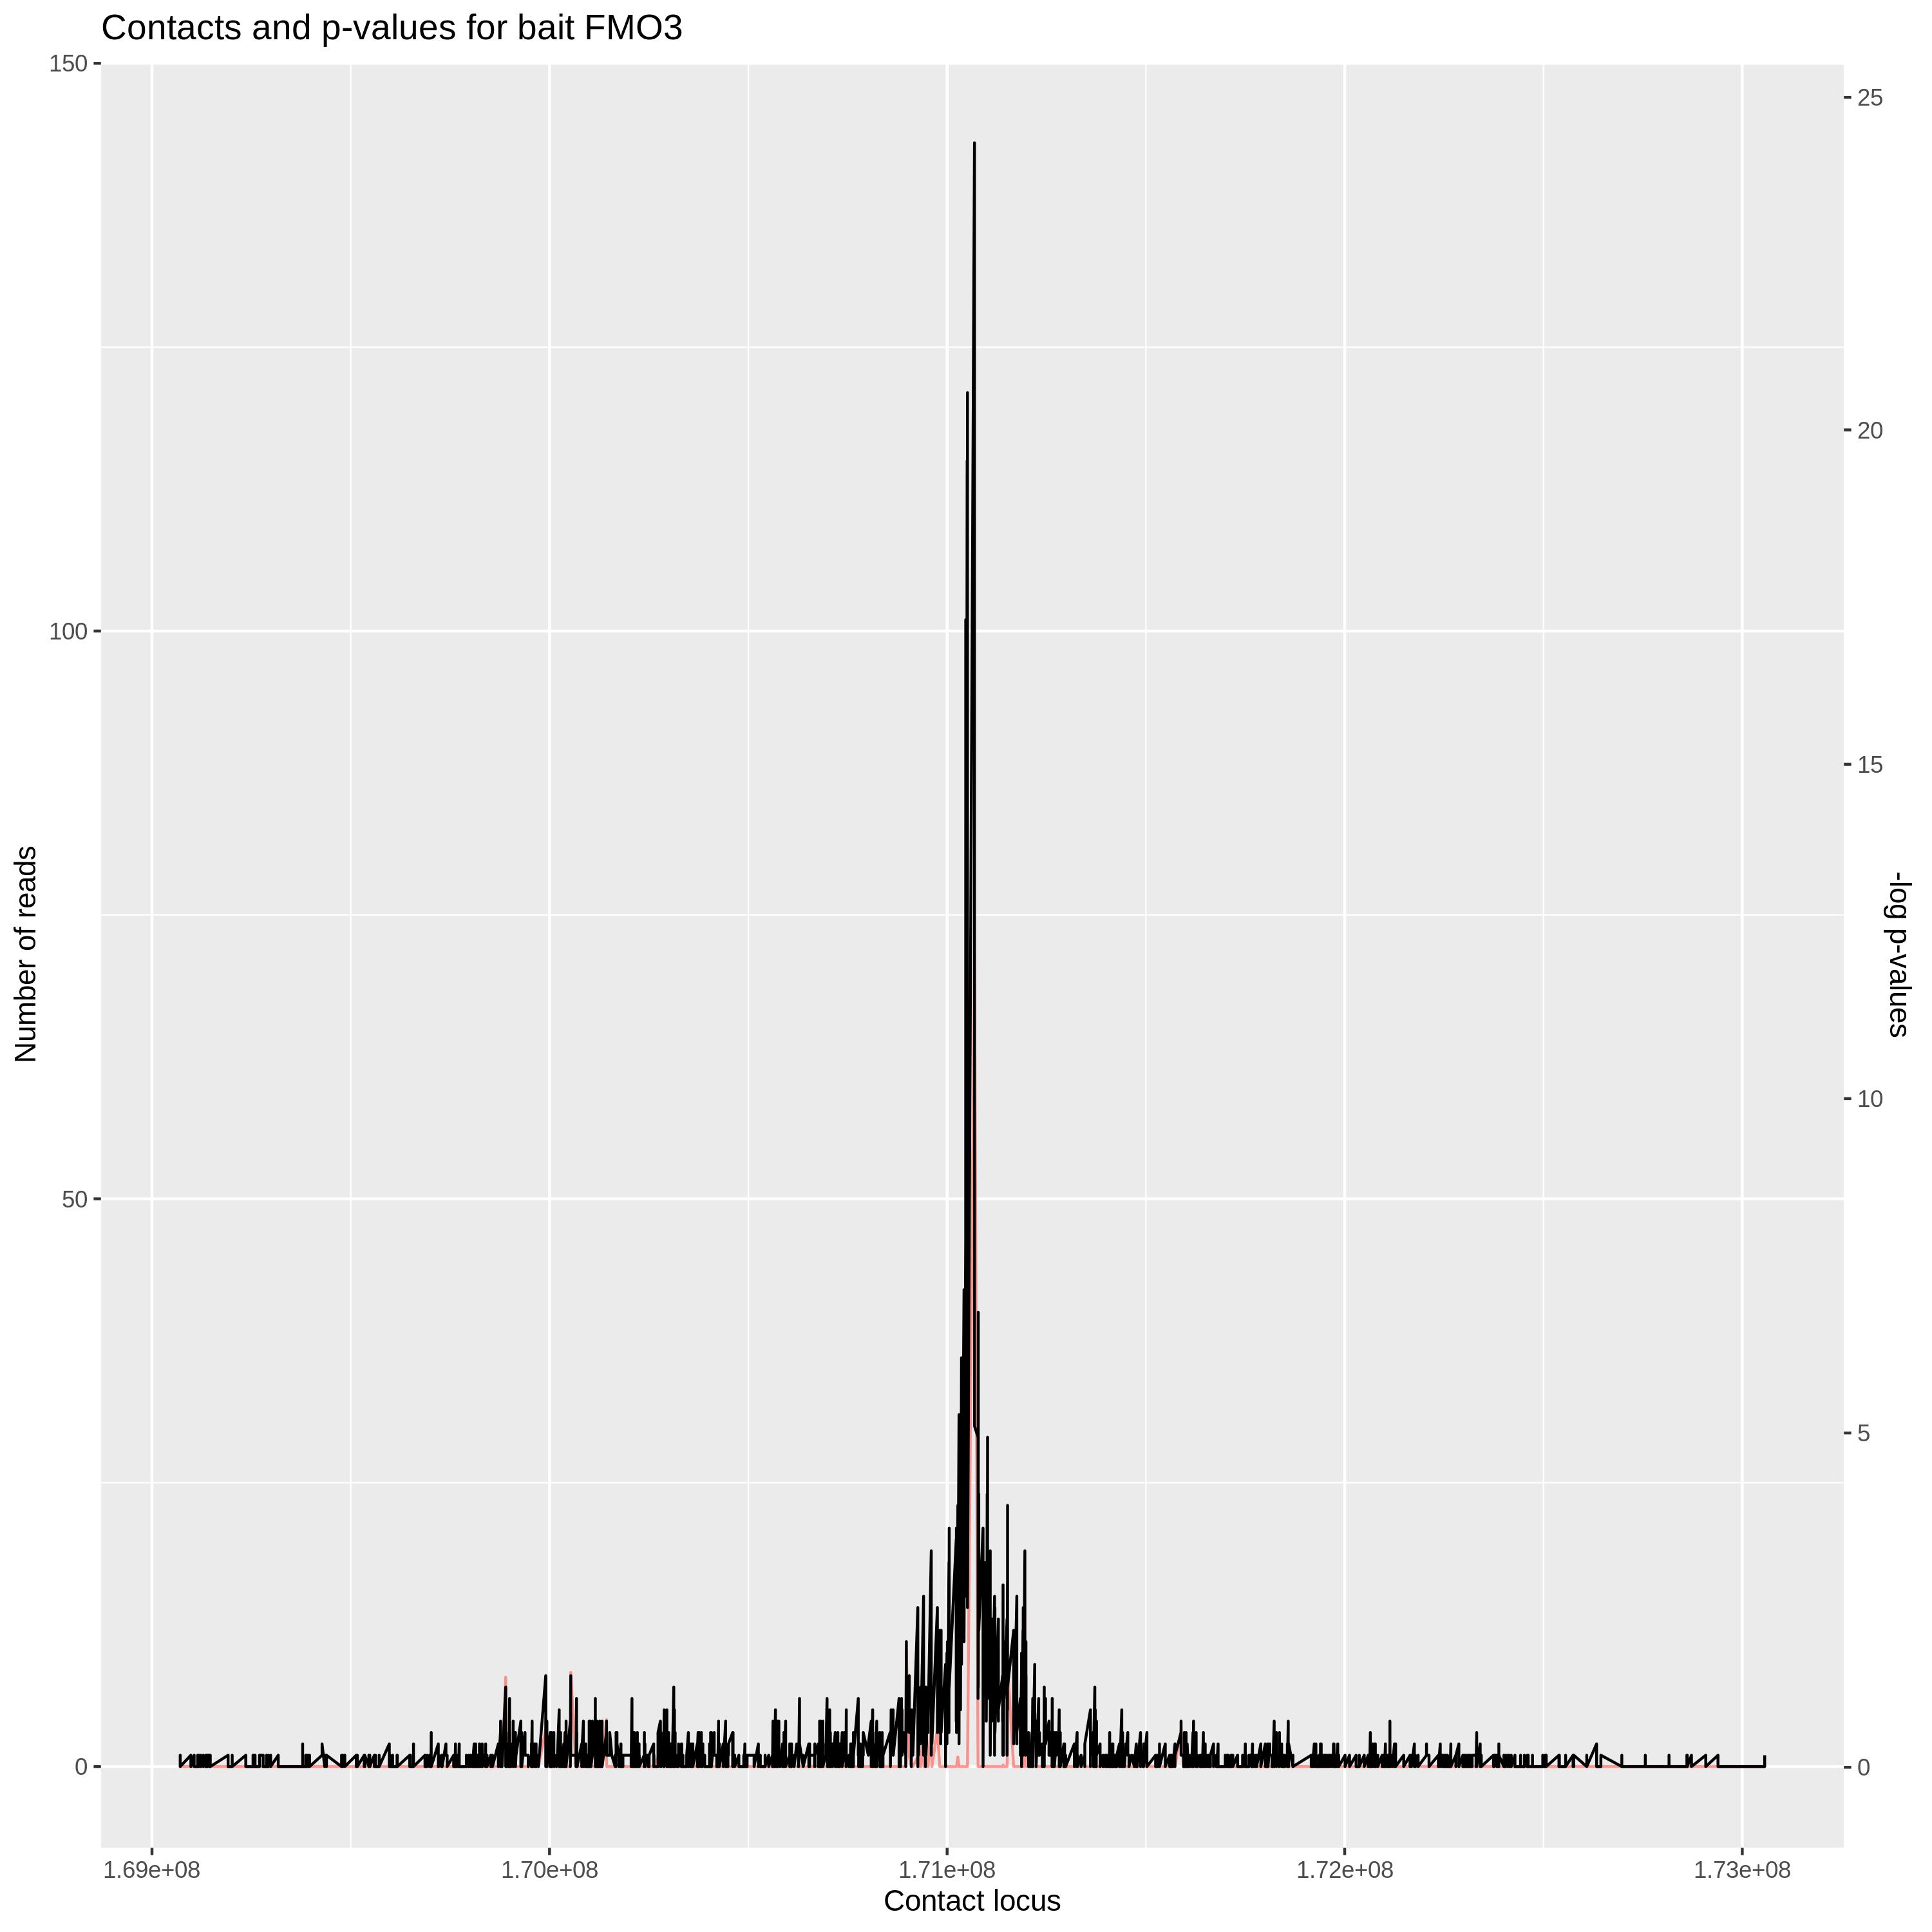 Contacts and p-values for bait FMO3
150
100
50
0
Number of reads
25
20
15
10
5
0
-log p-values
1.69e+08 1.70e+08 1.71e+08 1.72e+08 1.73e+08
Contact locus